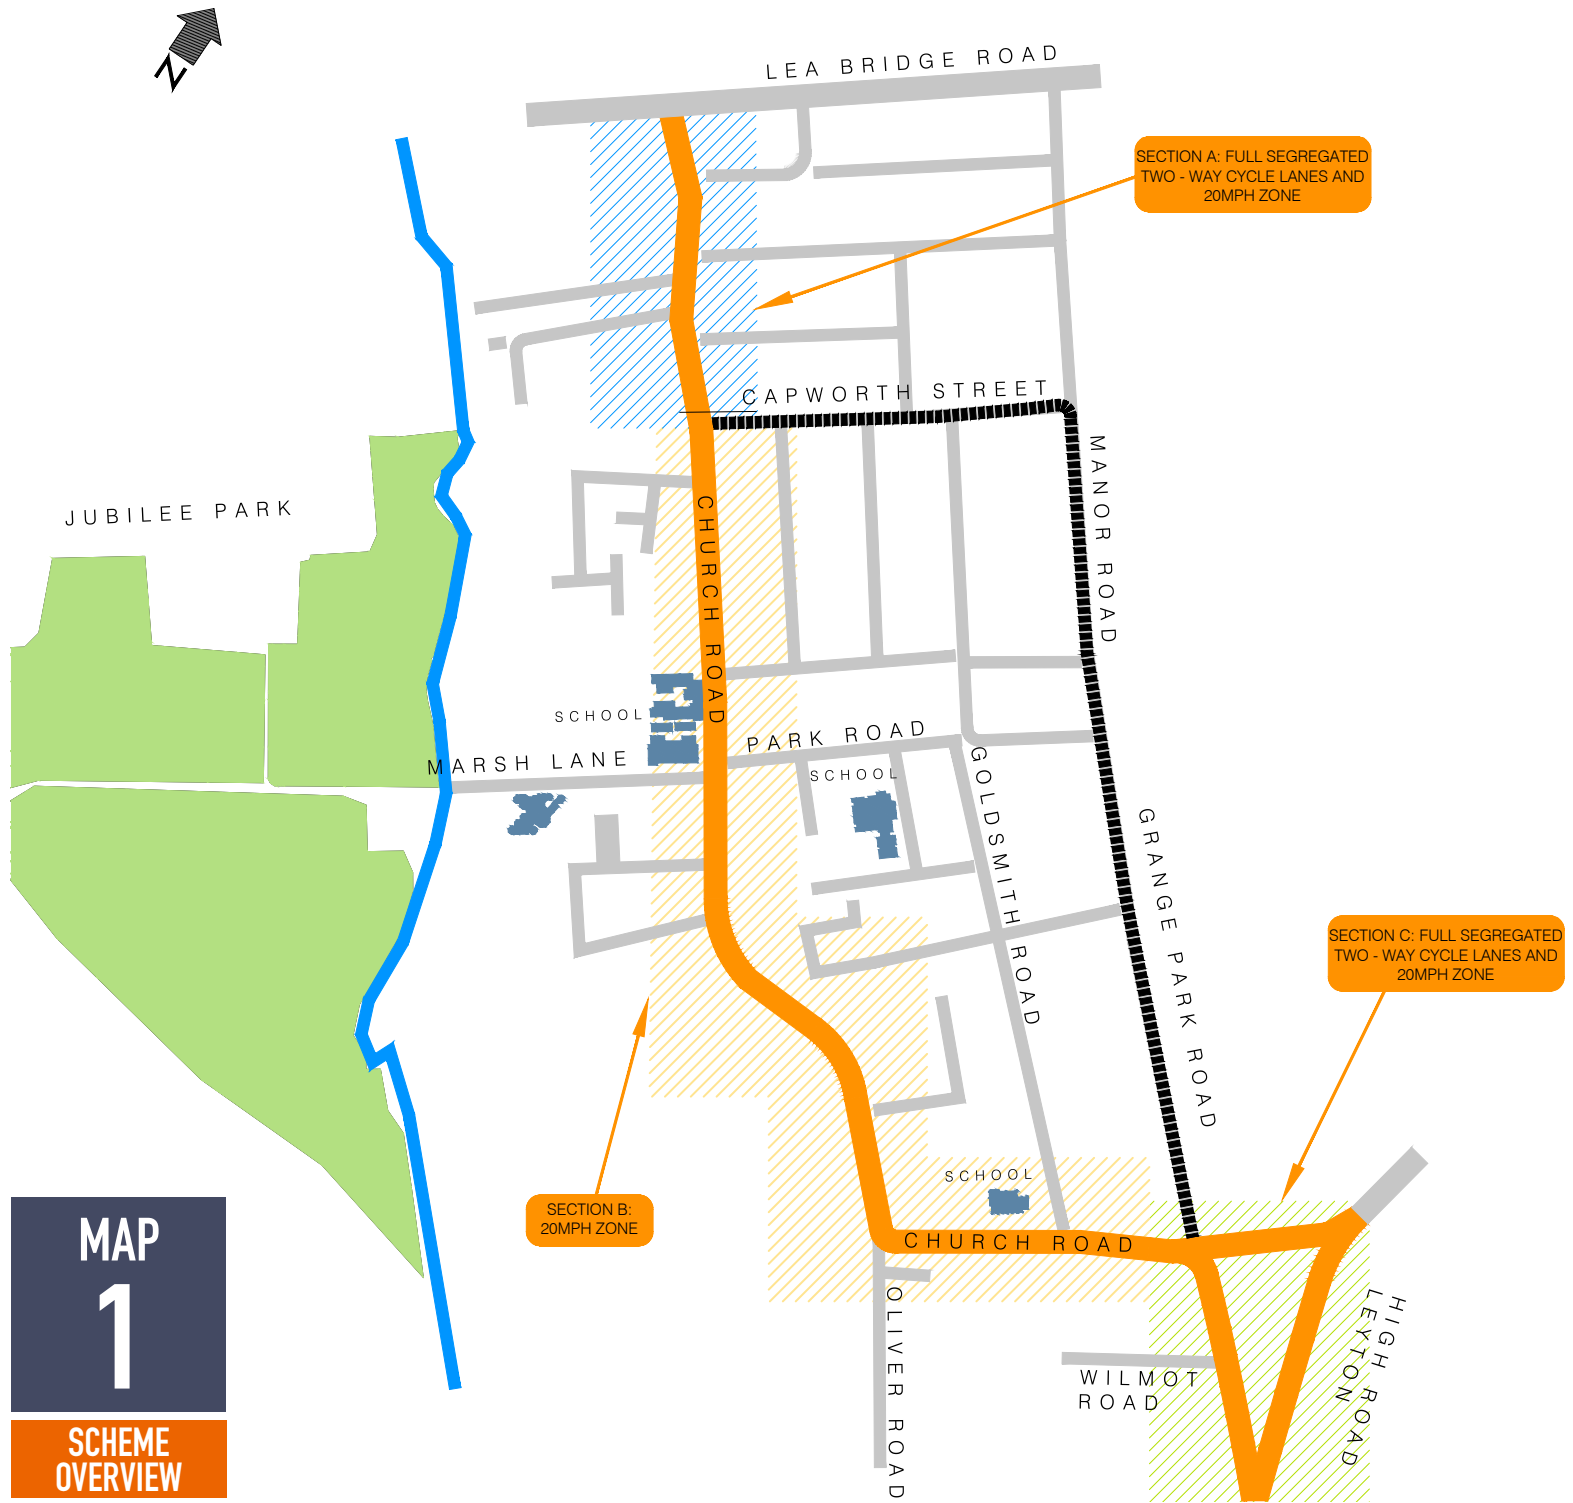 N
LEA BRIDGE ROAD
SECTION A: FULL SEGREGATED
TWO - WAY CYCLE LANES AND
20MPH ZONE
CAPWORTH STREET
MANOR ROAD
JUBILEE PARK
CHURCH ROAD
SCHOOL
MARSH LANE
PARK ROAD
SCHOOL
GOLDSMITH ROAD
GRANGE PARK ROAD
SECTION C: FULL SEGREGATED
TWO - WAY CYCLE LANES AND
20MPH ZONE
SCHOOL
SECTION B:
20MPH ZONE
CHURCH ROAD
OLIVER ROAD
HIGH ROAD
LEYTON
WILMOT
ROAD
MAP
1
SCHEME
OVERVIEW